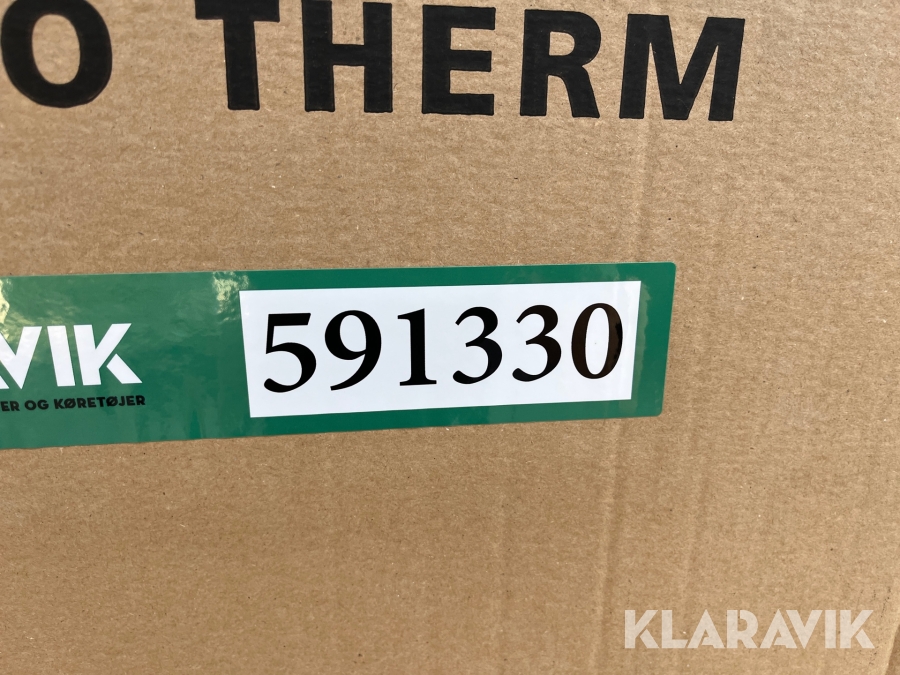 O THERM
591330
VIK
ER OG KØRETØJER
KLARAVIK